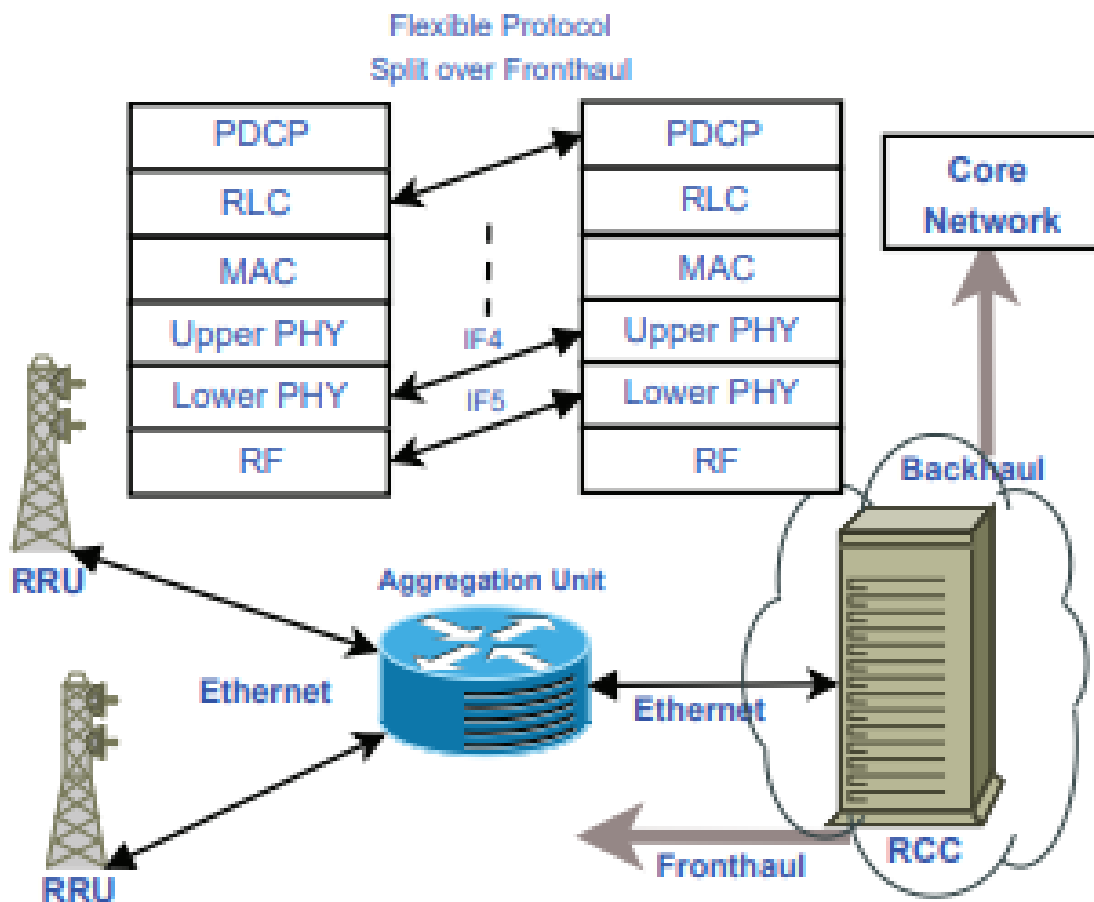 Flexible Protocol
Split over Fronthaul
PDCP
RLC
MAC
Upper PHY
Lower PHY
RF
IF4
IF5
PDCP
RLC
MAC
Upper PHY
Lower PHY
RF
Core
Network
Backhaul
RRU
Aggregation Unit
Ethernet
Ethernet
RRU
Fronthaul
RCC